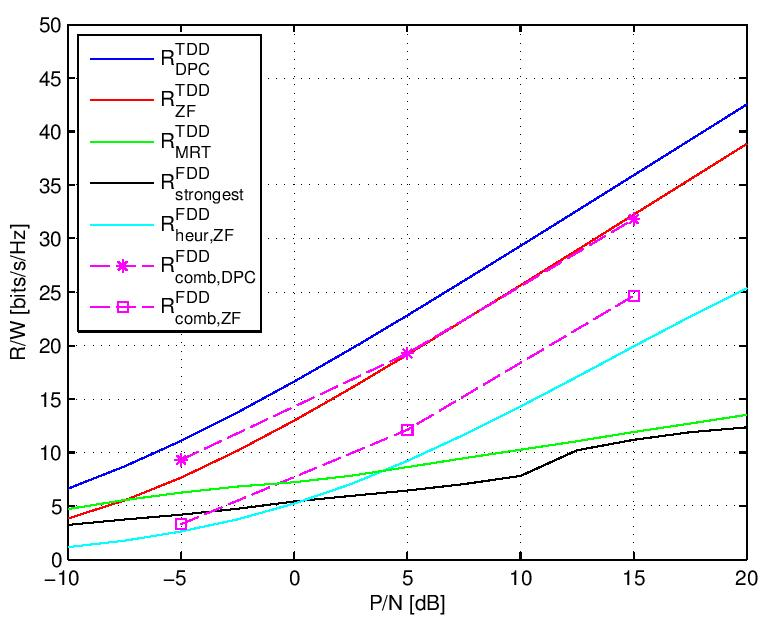 50
45
40
35
30
25
20
15
10
5
0
R/W [bits/s/Hz]
R^TDD_DPC
R^TDD_ZF
R^TDD_MRT
R^FDD_strongest
R^FDD_heur,ZF
R^FDD_comb,DPC
R^FDD_comb,ZF
−10 −5 0 5 10 15 20
P/N [dB]